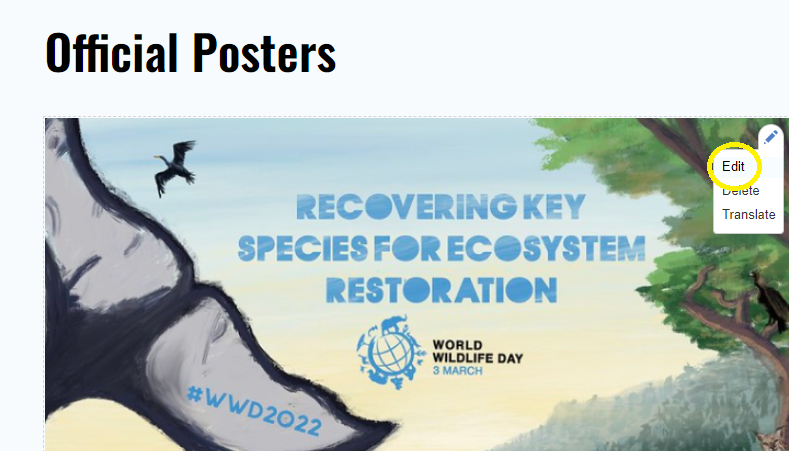 Official Posters
Edit
Delete
Translate
RECOVERING KEY
SPECIES FOR ECOSYSTEM
RESTORATION
WORLD
WILDLIFE DAY
3 MARCH
#WWD2022